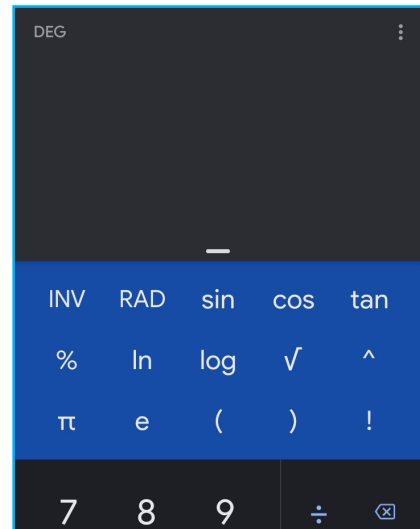 DEG
INV RAD sin cos tan
% ln log √ ^
π e ( ) !
7 8 9 ÷